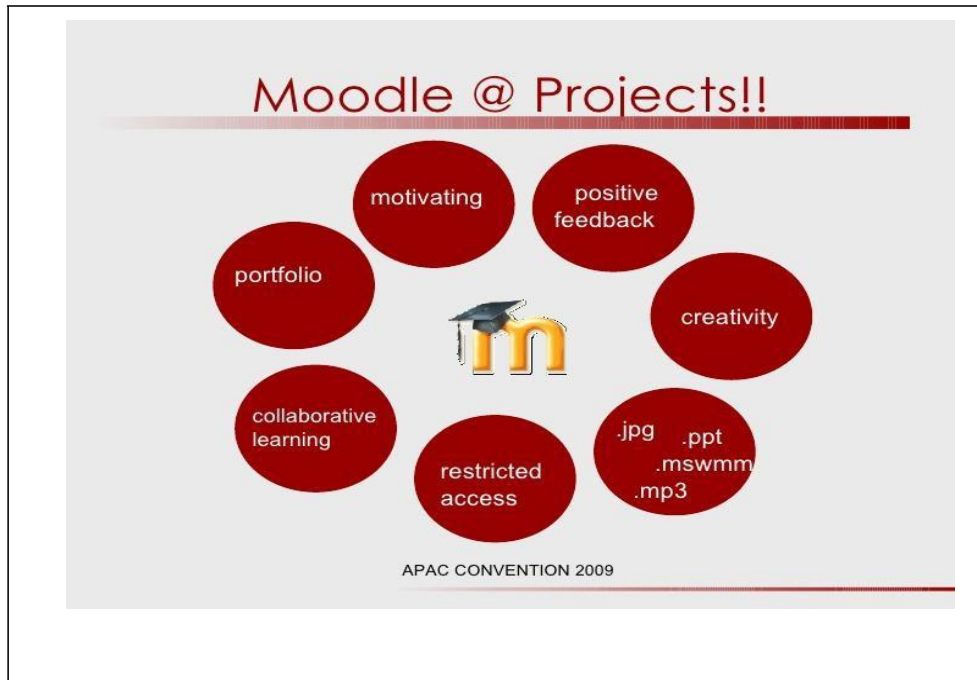 Moodle @ Projects!!
motivating
positive
feedback
portfolio
creativity
collaborative
learning
restricted
access
.jpg .ppt
.mswmm
.mp3
m
APAC CONVENTION 2009